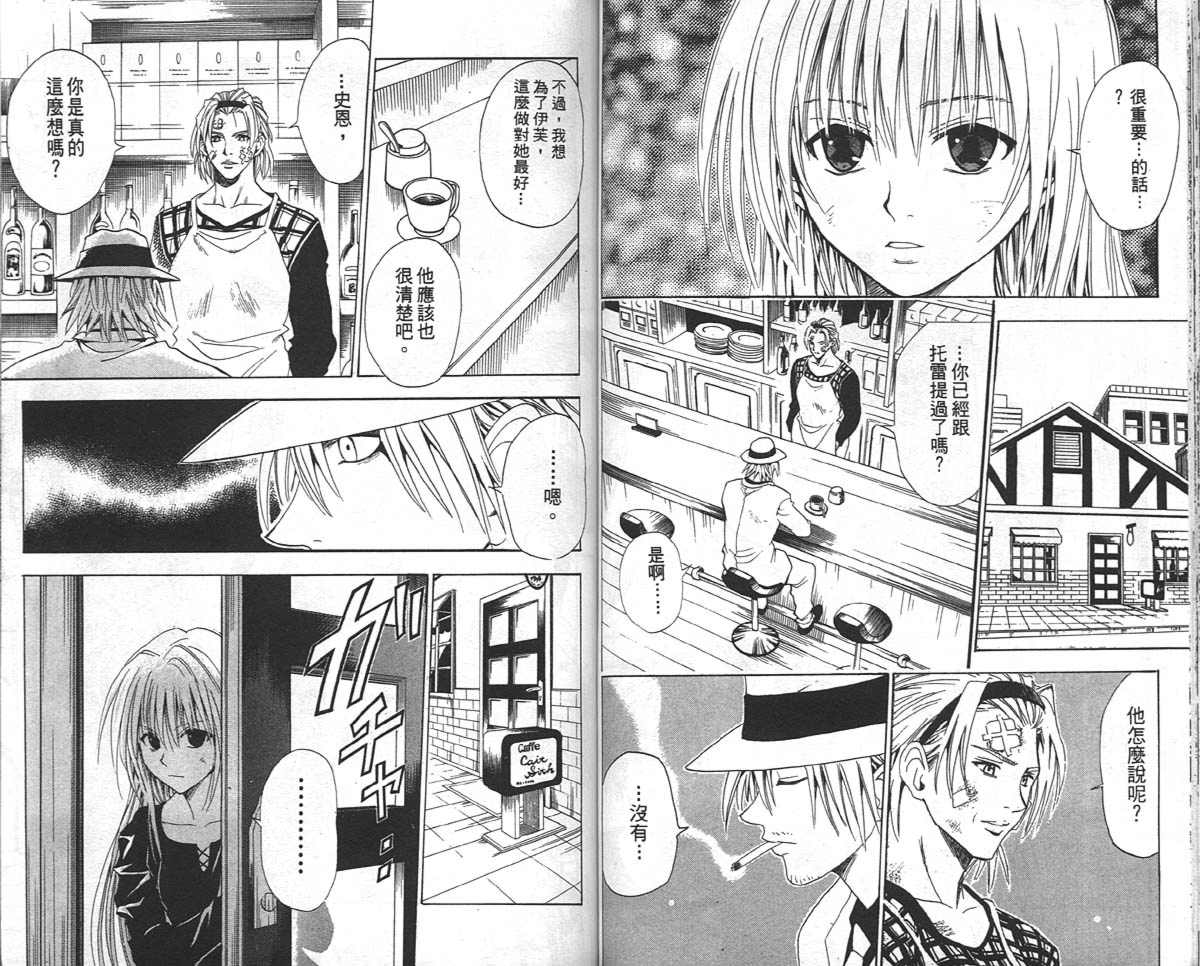 很重要…的話…
?
…你已經跟
托雷提過了嗎?
是啊……
他怎麼說呢?
…沒有…
不過，我想
為了伊芙，
這麼做對她最好…
他應該也
很清楚吧。
…史恩，
你是真的
這麼想嗎?
………嗯。
Caffe
Cair
Sich
ガチャ…
…………